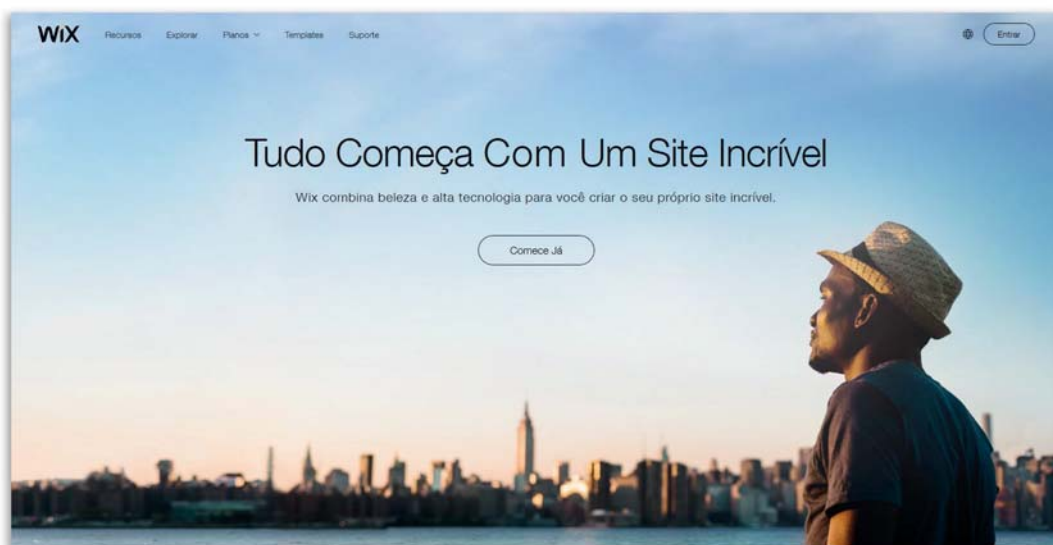 WiX
Recursos Explorar Planos Templates Suporte
Entrar
Tudo Começa Com Um Site Incrível
Wix combina beleza e alta tecnologia para você criar o seu próprio site incrível.
Comece Já